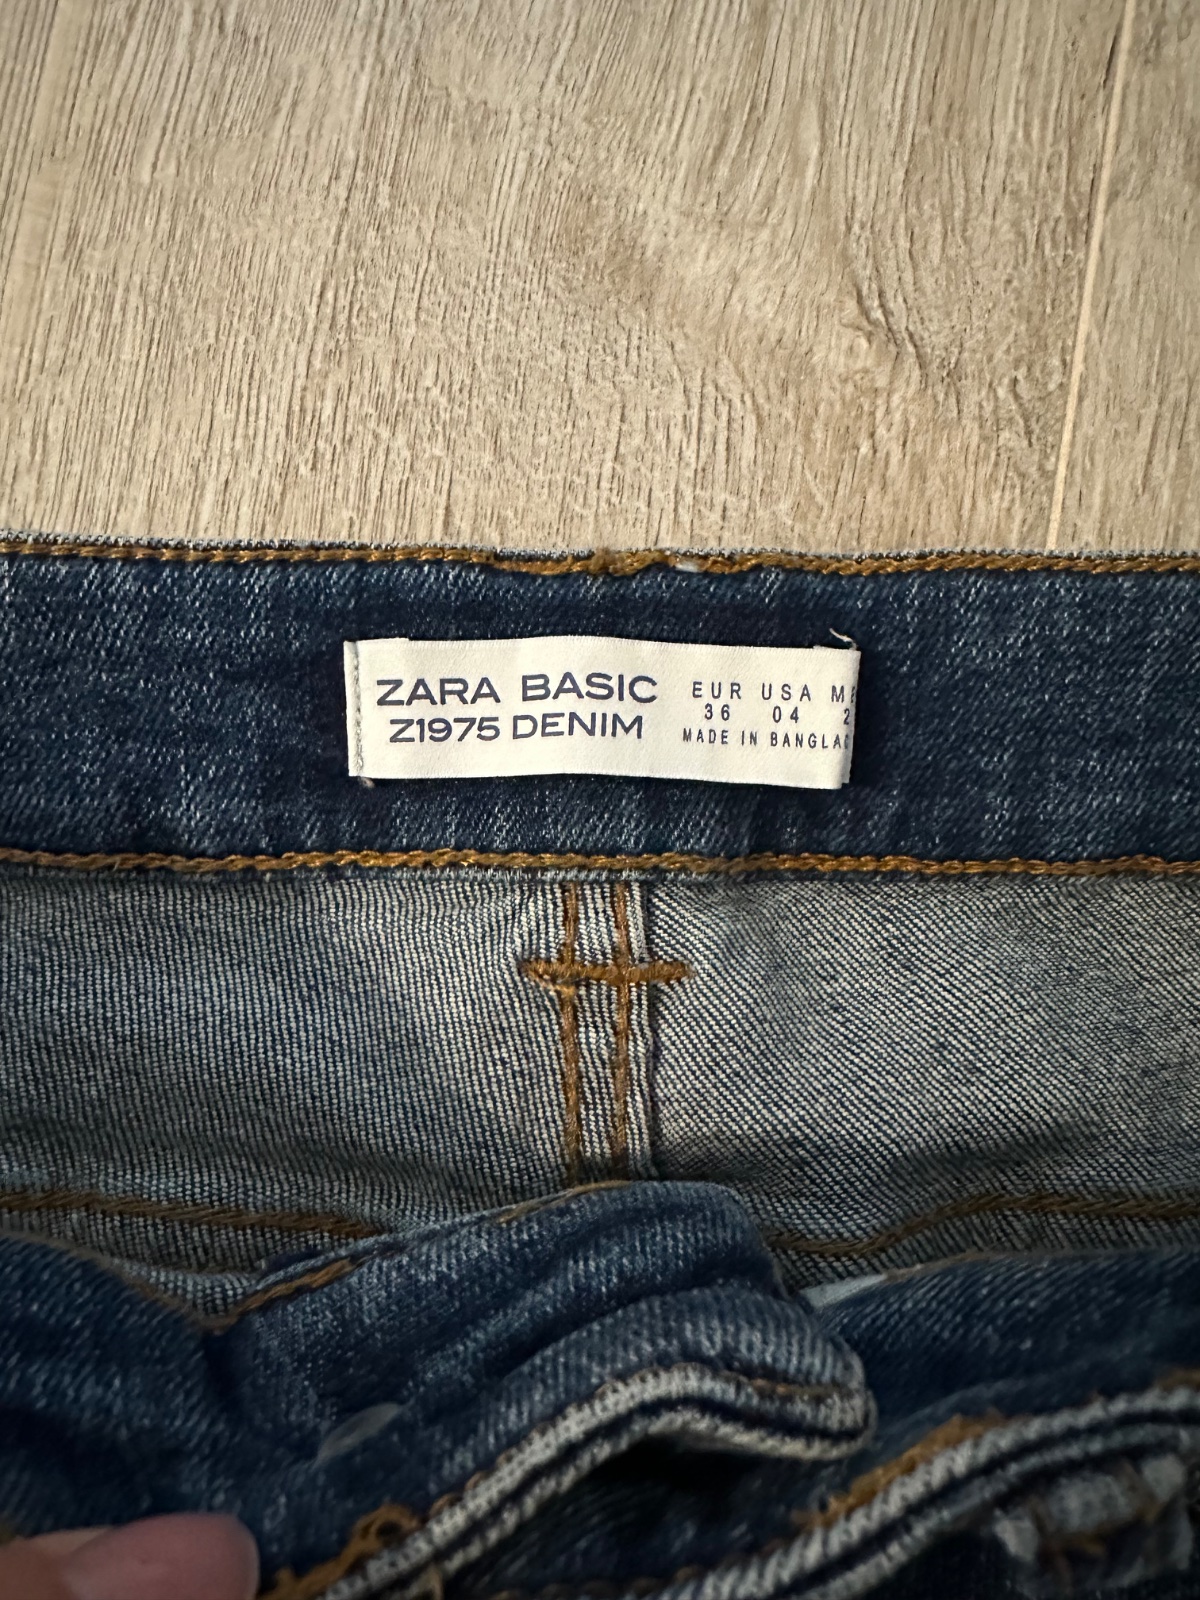 ZARA BASIC
Z1975 DENIM
EUR USA
36 04
MADE IN